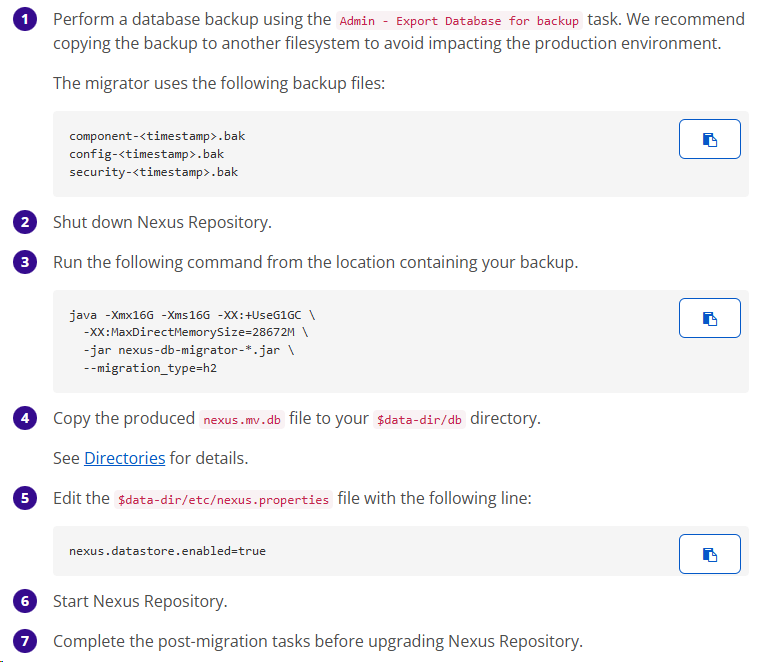 1 Perform a database backup using the Admin - Export Database for backup task. We recommend
copying the backup to another filesystem to avoid impacting the production environment.
The migrator uses the following backup files:
component-<timestamp>.bak
config-<timestamp>.bak
security-<timestamp>.bak
2 Shut down Nexus Repository.
3 Run the following command from the location containing your backup.
java -Xmx16G -Xms16G -XX:+UseG1GC \
-XX:MaxDirectMemorySize=28672M \
-jar nexus-db-migrator-*.jar \
--migration_type=h2
4 Copy the produced nexus.mv.db file to your $data-dir/db directory.
See Directories for details.
5 Edit the $data-dir/etc/nexus.properties file with the following line:
nexus.datastore.enabled=true
6 Start Nexus Repository.
7 Complete the post-migration tasks before upgrading Nexus Repository.